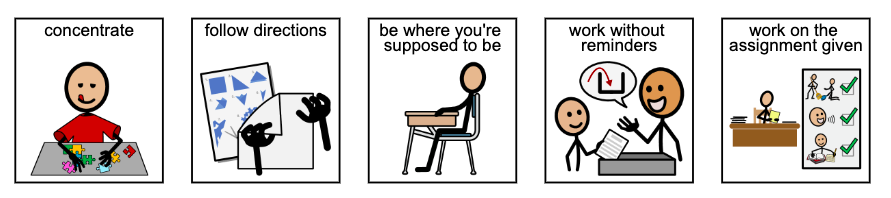 concentrate
follow directions
be where you're
supposed to be
work without
reminders
work on the
assignment given